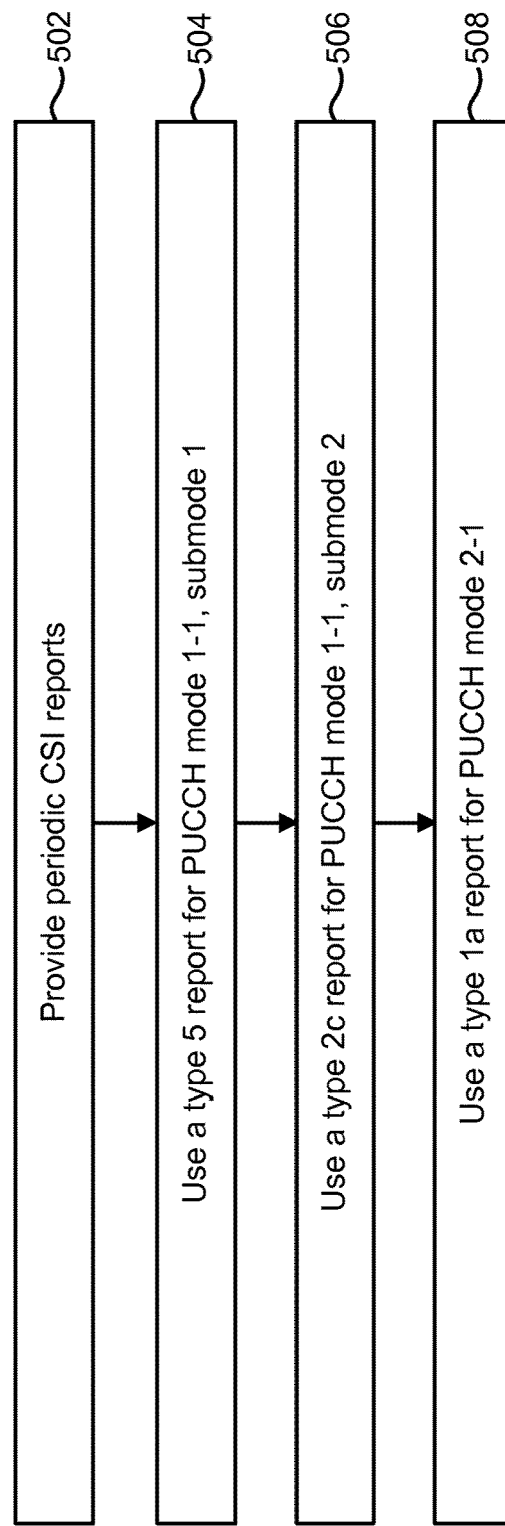 Provide periodic CSI reports
502
Use a type 5 report for PUCCH mode 1-1, submode 1
504
Use a type 2c report for PUCCH mode 1-1, submode 2
506
Use a type 1a report for PUCCH mode 2-1
508